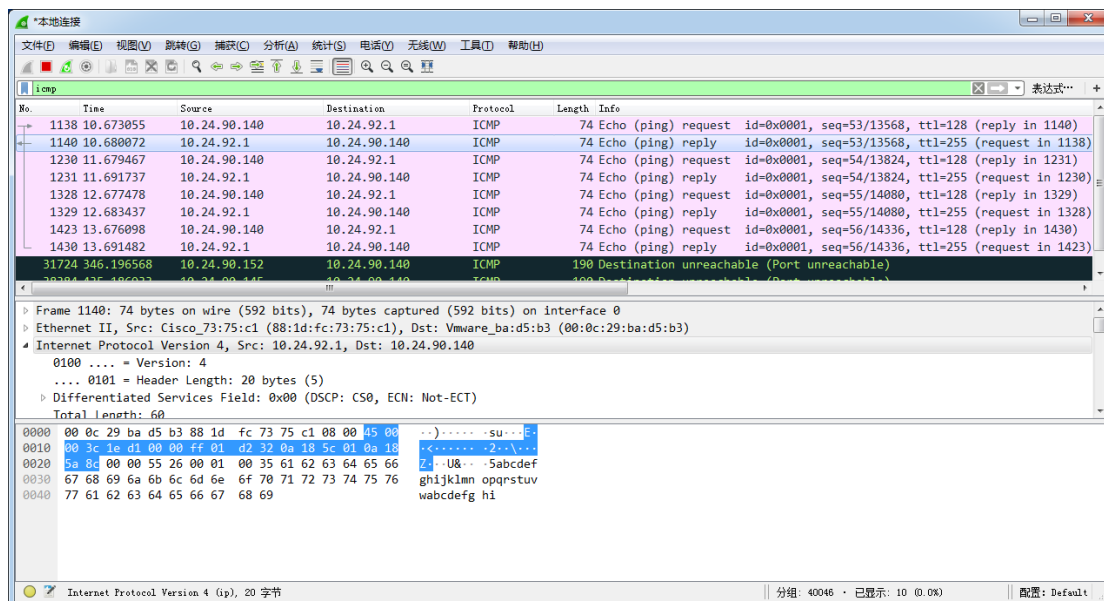 *本地连接
文件(F) 编辑(E) 视图(V) 跳转(G) 捕获(C) 分析(A) 统计(S) 电话(Y) 无线(W) 工具(T) 帮助(H)
icmp 表达式… +
No. Time Source Destination Protocol Length Info
1138 10.673055 10.24.90.140 10.24.92.1 ICMP 74 Echo (ping) request id=0x0001, seq=53/13568, ttl=128 (reply in 1140)
1140 10.680072 10.24.92.1 10.24.90.140 ICMP 74 Echo (ping) reply id=0x0001, seq=53/13568, ttl=255 (request in 1138)
1230 11.679467 10.24.90.140 10.24.92.1 ICMP 74 Echo (ping) request id=0x0001, seq=54/13824, ttl=128 (reply in 1231)
1231 11.691737 10.24.92.1 10.24.90.140 ICMP 74 Echo (ping) reply id=0x0001, seq=54/13824, ttl=255 (request in 1230)
1328 12.677478 10.24.90.140 10.24.92.1 ICMP 74 Echo (ping) request id=0x0001, seq=55/14080, ttl=128 (reply in 1329)
1329 12.683437 10.24.92.1 10.24.90.140 ICMP 74 Echo (ping) reply id=0x0001, seq=55/14080, ttl=255 (request in 1328)
1423 13.676098 10.24.90.140 10.24.92.1 ICMP 74 Echo (ping) request id=0x0001, seq=56/14336, ttl=128 (reply in 1430)
1430 13.691482 10.24.92.1 10.24.90.140 ICMP 74 Echo (ping) reply id=0x0001, seq=56/14336, ttl=255 (request in 1423)
31724 346.196568 10.24.90.152 10.24.90.140 ICMP 190 Destination unreachable (Port unreachable)
Frame 1140: 74 bytes on wire (592 bits), 74 bytes captured (592 bits) on interface 0
Ethernet II, Src: Cisco_73:75:c1 (88:1d:fc:73:75:c1), Dst: Vmware_ba:d5:b3 (00:0c:29:ba:d5:b3)
Internet Protocol Version 4, Src: 10.24.92.1, Dst: 10.24.90.140
0100 .... = Version: 4
.... 0101 = Header Length: 20 bytes (5)
Differentiated Services Field: 0x00 (DSCP: CS0, ECN: Not-ECT)
Total Length: 60
0000 00 0c 29 ba d5 b3 88 1d fc 73 75 c1 08 00 45 00 ··)····· ·su···E·
0010 00 3c 1e d1 00 00 ff 01 d2 32 0a 18 5c 01 0a 18 ·<······ ·2··\···
0020 5a 8c 00 00 55 26 00 01 00 35 61 62 63 64 65 66 Z···U&·· ·5abcdef
0030 67 68 69 6a 6b 6c 6d 6e 6f 70 71 72 73 74 75 76 ghijklmn opqrstuv
0040 77 61 62 63 64 65 66 67 68 69 wabcdefg hi
Internet Protocol Version 4 (ip), 20 字节 分组: 40046 · 已显示: 10 (0.0%) 配置: Default